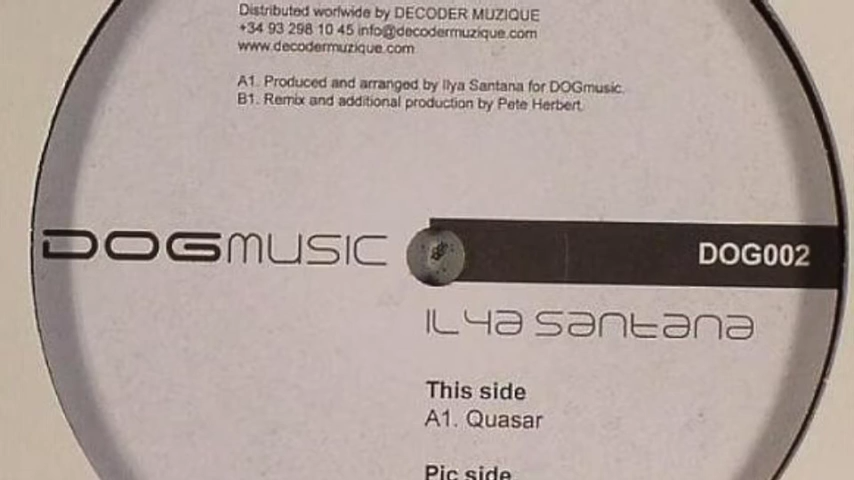 Distributed worlwide by DECODER MUZIQUE
+34 93 298 10 45 info@decodermuzique.com
www.decodermuzique.com
A1. Produced and arranged by Ilya Santana for DOGmusic.
B1. Remix and additional production by Pete Herbert.
DOGMUSIC
DOG002
ILYA SANTANA
This side
A1. Quasar
Pic side